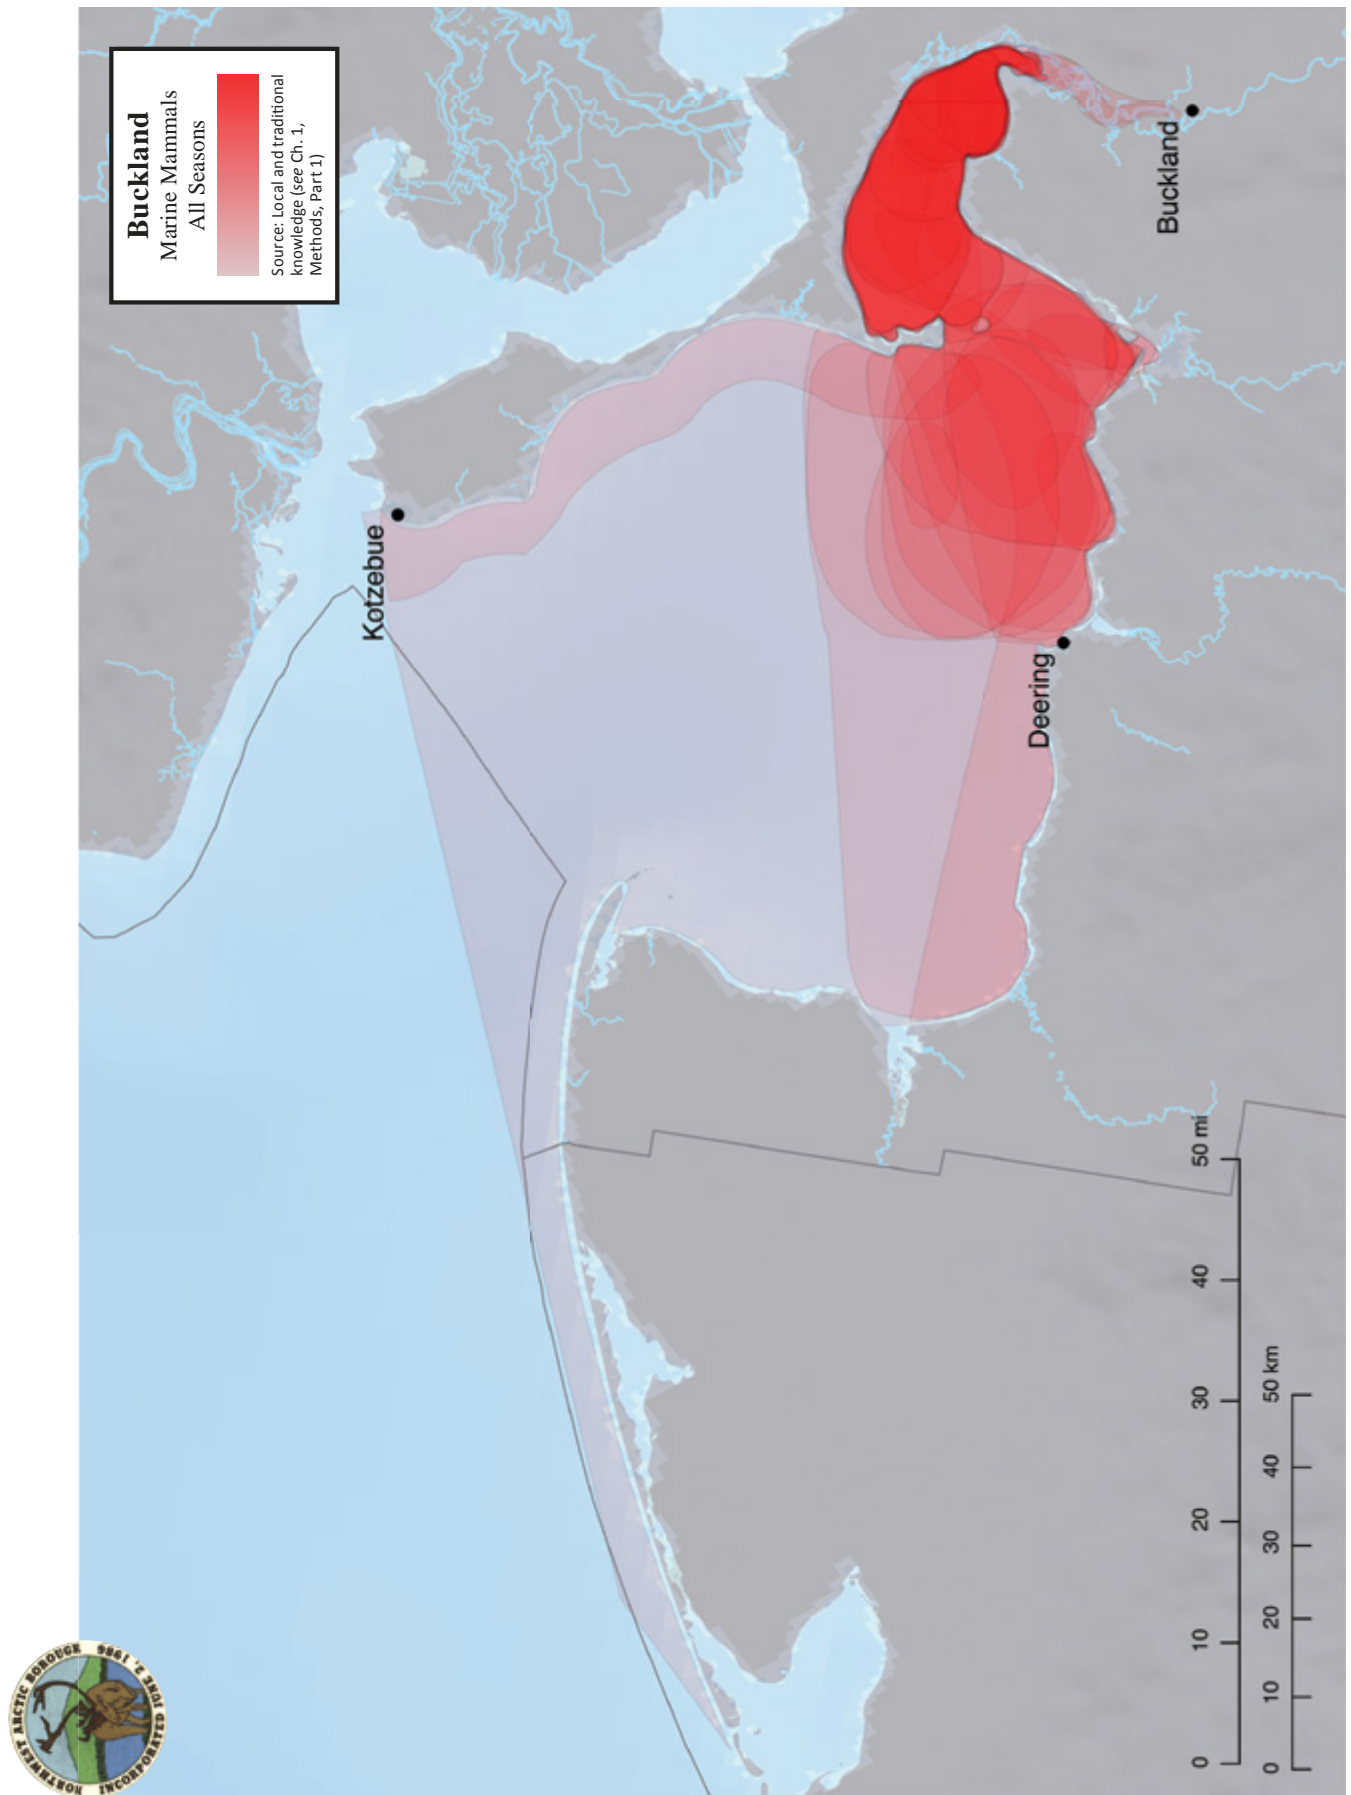 Buckland
Marine Mammals
All Seasons
Source: Local and traditional
knowledge (see Ch. 1,
Methods, Part 1)
Kotzebue
Buckland
Deering
0 10 20 30 40 50 mi
0 10 20 30 40 50 km
NORTHWEST ARCTIC BOROUGH
INCORPORATED JUNE 2, 1986